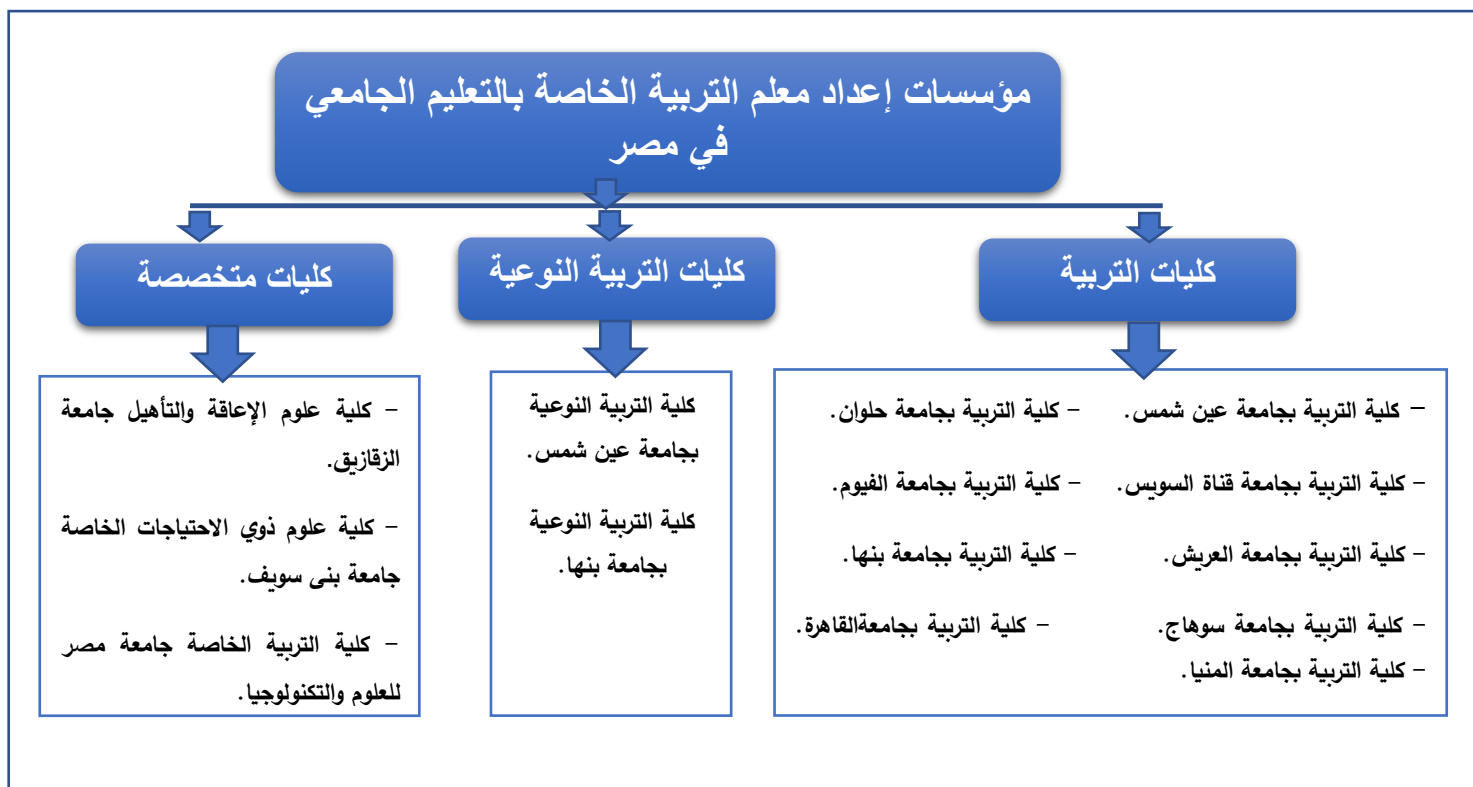 مؤسسات إعداد معلم التربية الخاصة بالتعليم الجامعي
في مصر
كليات التربية
كليات التربية النوعية
كليات متخصصة
– كلية التربية بجامعة عين شمس.
– كلية التربية بجامعة حلوان.
– كلية التربية بجامعة قناة السويس.
– كلية التربية بجامعة الفيوم.
– كلية التربية بجامعة العريش.
– كلية التربية بجامعة بنها.
– كلية التربية بجامعة سوهاج.
– كلية التربية بجامعةالقاهرة.
– كلية التربية بجامعة المنيا.
كلية التربية النوعية
بجامعة عين شمس.
كلية التربية النوعية
بجامعة بنها.
– كلية علوم الإعاقة والتأهيل جامعة
الزقازيق.
– كلية علوم ذوي الاحتياجات الخاصة
جامعة بنى سويف.
– كلية التربية الخاصة جامعة مصر
للعلوم والتكنولوجيا.